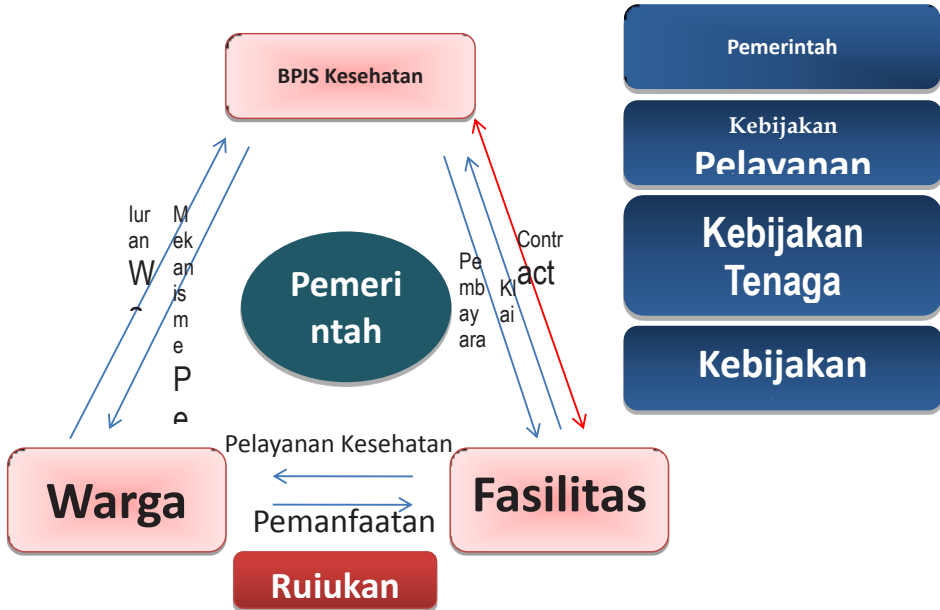 BPJS Kesehatan
Pemerintah
Kebijakan
Pelayanan
Kebijakan
Tenaga
Kebijakan
Iur
an
M
ek
an
is
m
e
P
e
Pemeri
ntah
Pe
mb
ay
ara
Kl
ai
Contr
act
Pelayanan Kesehatan
Warga
Fasilitas
Pemanfaatan
Rujukan